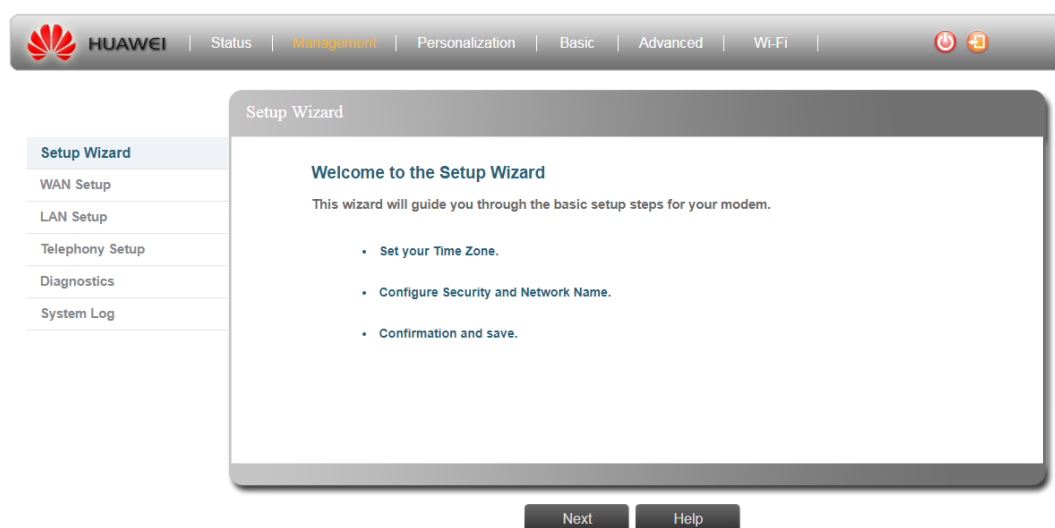 HUAWEI | Status | Management | Personalization | Basic | Advanced | Wi-Fi |
Setup Wizard
Setup Wizard
WAN Setup
LAN Setup
Telephony Setup
Diagnostics
System Log
Welcome to the Setup Wizard
This wizard will guide you through the basic setup steps for your modem.
• Set your Time Zone.
• Configure Security and Network Name.
• Confirmation and save.
Next Help